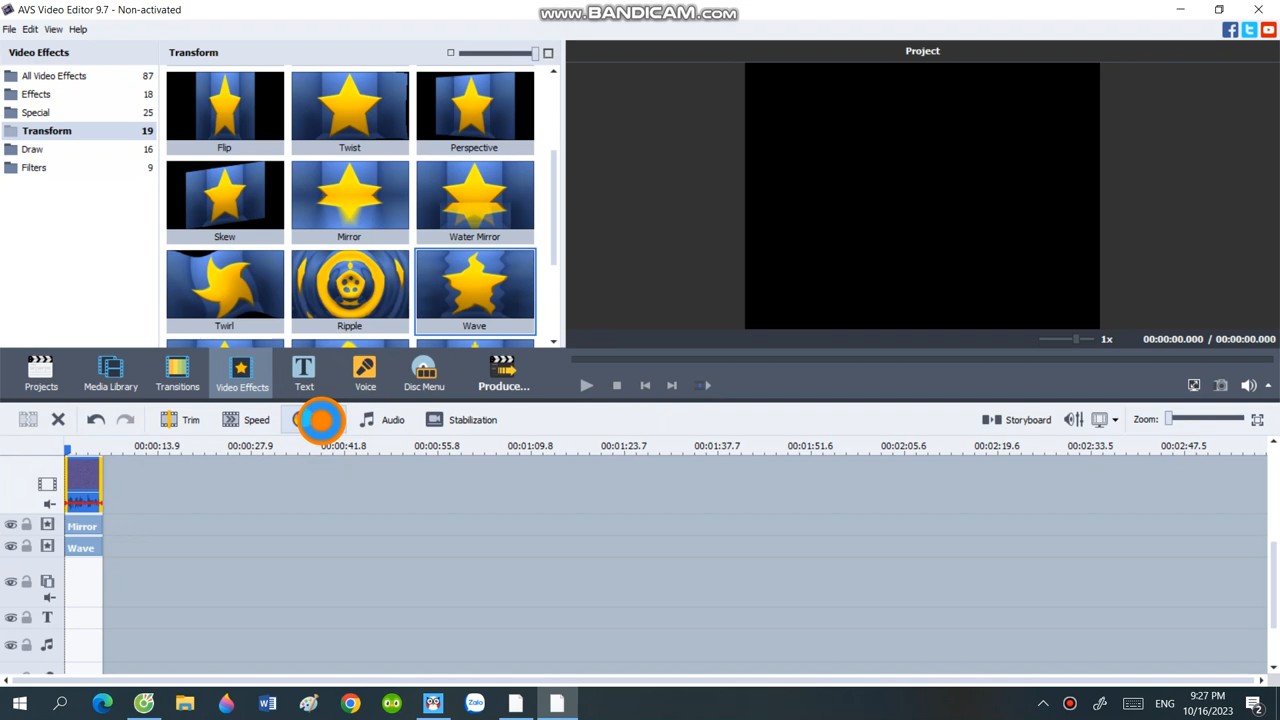 AVS Video Editor 9.7 - Non-activated
www.BANDICAM.com
File Edit View Help
Video Effects
Transform
Project
All Video Effects 87
Effects 18
Special 25
Transform 19
Draw 16
Filters 9
Flip
Twist
Perspective
Skew
Mirror
Water Mirror
Twirl
Ripple
Wave
1x
00:00:00.000 / 00:00:00.000
Projects
Media Library
Transitions
Video Effects
Text
Voice
Disc Menu
Produce...
Trim
Speed
Audio
Stabilization
Storyboard
Zoom:
00:00:13.9 00:00:27.9 00:00:41.8 00:00:55.8 00:01:09.8 00:01:23.7 00:01:37.7 00:01:51.6 00:02:05.6 00:02:19.6 00:02:33.5 00:02:47.5
Mirror
Wave
T
ENG
9:27 PM
10/16/2023
2